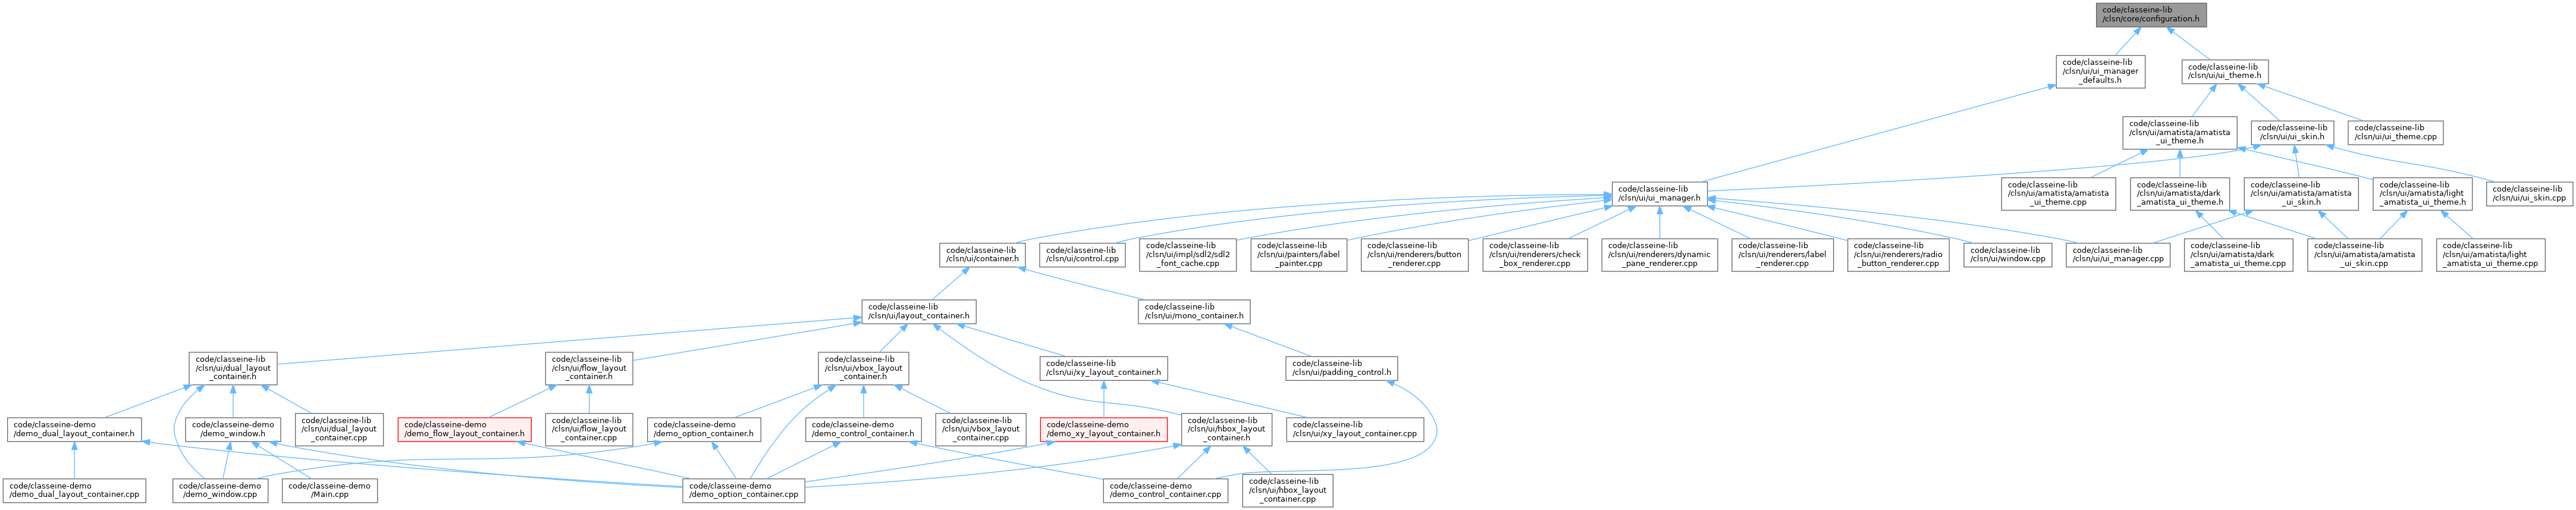 code/classeine-lib
/clsn/core/configuration.h
code/classeine-lib
/clsn/ui/ui_manager
_defaults.h
code/classeine-lib
/clsn/ui/ui_theme.h
code/classeine-lib
/clsn/ui/amatista/amatista
_ui_theme.h
code/classeine-lib
/clsn/ui/ui_skin.h
code/classeine-lib
/clsn/ui/ui_theme.cpp
code/classeine-lib
/clsn/ui/ui_manager.h
code/classeine-lib
/clsn/ui/amatista/amatista
_ui_theme.cpp
code/classeine-lib
/clsn/ui/amatista/dark
_amatista_ui_theme.h
code/classeine-lib
/clsn/ui/amatista/amatista
_ui_skin.h
code/classeine-lib
/clsn/ui/amatista/light
_amatista_ui_theme.h
code/classeine-lib
/clsn/ui/ui_skin.cpp
code/classeine-lib
/clsn/ui/container.h
code/classeine-lib
/clsn/ui/control.cpp
code/classeine-lib
/clsn/ui/impl/sdl2/sdl2
_font_cache.cpp
code/classeine-lib
/clsn/ui/painters/label
_painter.cpp
code/classeine-lib
/clsn/ui/renderers/button
_renderer.cpp
code/classeine-lib
/clsn/ui/renderers/check
_box_renderer.cpp
code/classeine-lib
/clsn/ui/renderers/dynamic
_pane_renderer.cpp
code/classeine-lib
/clsn/ui/renderers/label
_renderer.cpp
code/classeine-lib
/clsn/ui/renderers/radio
_button_renderer.cpp
code/classeine-lib
/clsn/ui/window.cpp
code/classeine-lib
/clsn/ui/ui_manager.cpp
code/classeine-lib
/clsn/ui/amatista/dark
_amatista_ui_theme.cpp
code/classeine-lib
/clsn/ui/amatista/amatista
_ui_skin.cpp
code/classeine-lib
/clsn/ui/amatista/light
_amatista_ui_theme.cpp
code/classeine-lib
/clsn/ui/layout_container.h
code/classeine-lib
/clsn/ui/mono_container.h
code/classeine-lib
/clsn/ui/dual_layout
_container.h
code/classeine-lib
/clsn/ui/flow_layout
_container.h
code/classeine-lib
/clsn/ui/vbox_layout
_container.h
code/classeine-lib
/clsn/ui/xy_layout_container.h
code/classeine-lib
/clsn/ui/padding_control.h
code/classeine-demo
/demo_dual_layout_container.h
code/classeine-demo
/demo_window.h
code/classeine-lib
/clsn/ui/dual_layout
_container.cpp
code/classeine-demo
/demo_flow_layout_container.h
code/classeine-lib
/clsn/ui/flow_layout
_container.cpp
code/classeine-demo
/demo_option_container.h
code/classeine-demo
/demo_control_container.h
code/classeine-lib
/clsn/ui/vbox_layout
_container.cpp
code/classeine-demo
/demo_xy_layout_container.h
code/classeine-lib
/clsn/ui/hbox_layout
_container.h
code/classeine-lib
/clsn/ui/xy_layout_container.cpp
code/classeine-demo
/demo_dual_layout_container.cpp
code/classeine-demo
/demo_window.cpp
code/classeine-demo
/Main.cpp
code/classeine-demo
/demo_option_container.cpp
code/classeine-demo
/demo_control_container.cpp
code/classeine-lib
/clsn/ui/hbox_layout
_container.cpp